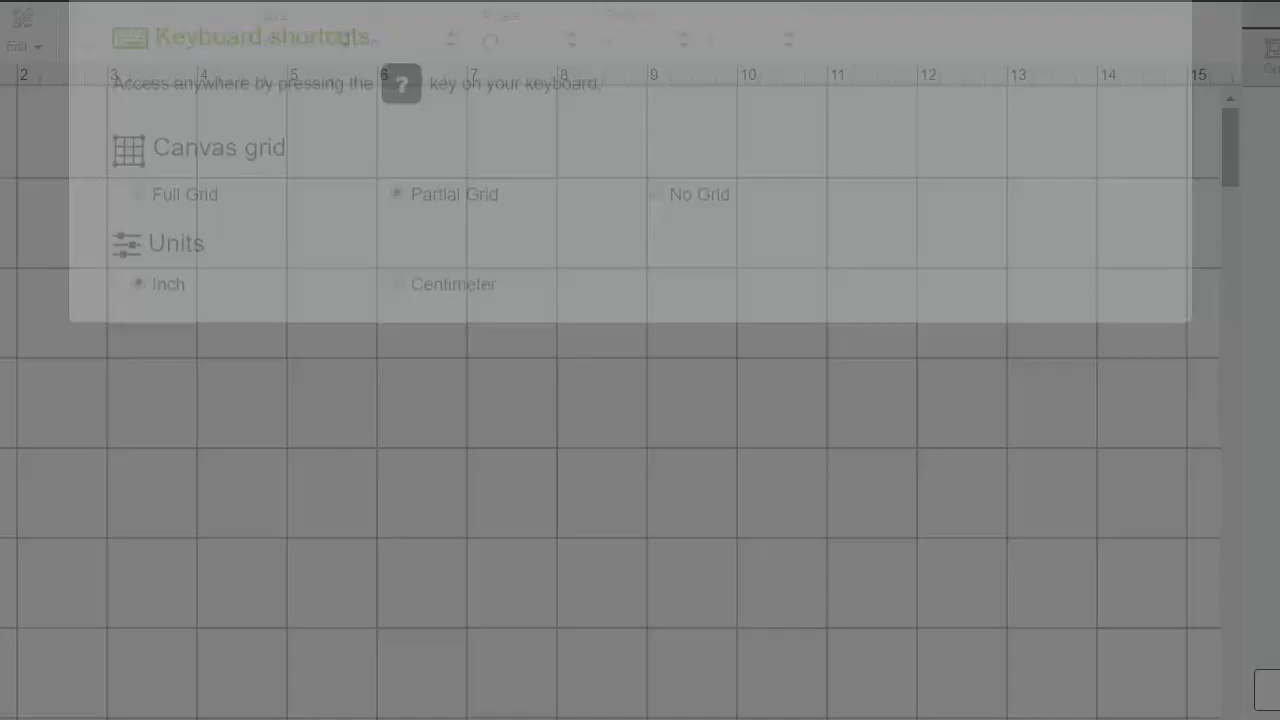 Edit
Keyboard shortcuts
2 3 4 5 6 7 8 9 10 11 12 13 14 15
Access anywhere by pressing the ? key on your keyboard.
Canvas grid
Full Grid Partial Grid No Grid
Units
Inch Centimeter